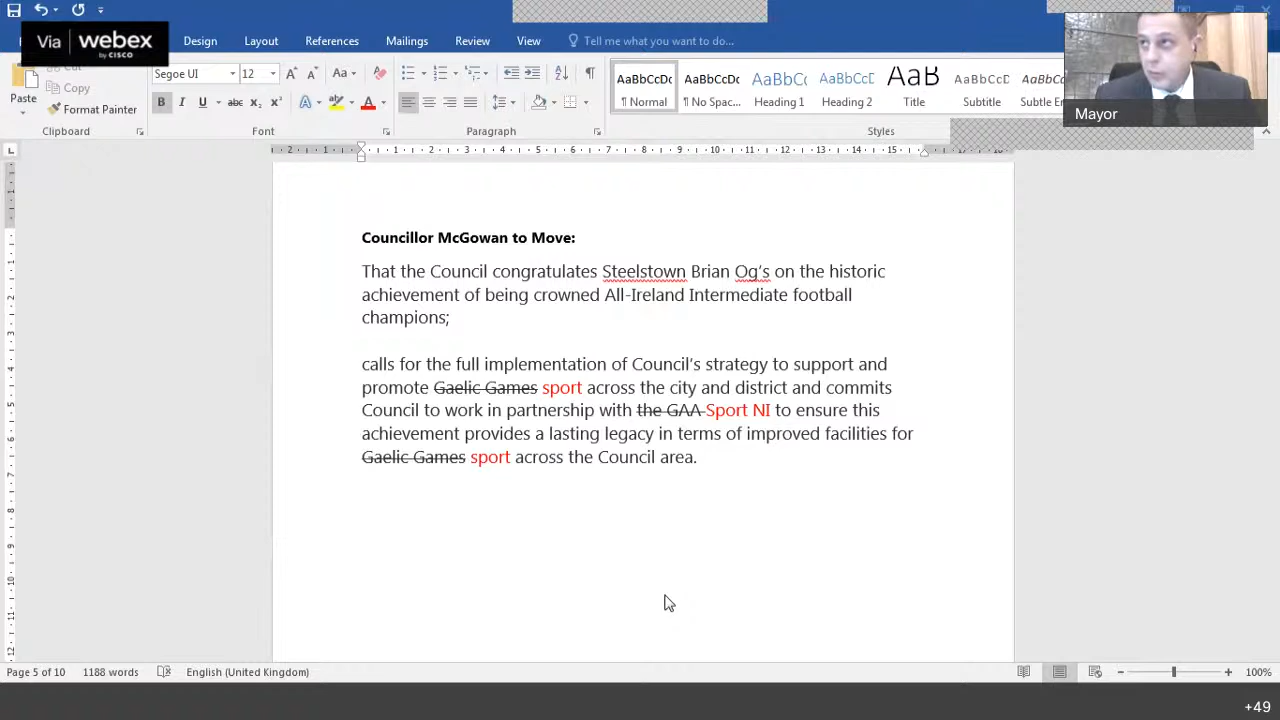 Via webex
by CISCO
Design Layout References Mailings Review View Tell me what you want to do...
Mayor
Cut
Paste
Copy
Format Painter
Clipboard
Segoe UI 12
Font
Paragraph
AaBbCcDc AaBbCcDc AaBbCc AaBbCcC AaB AaBbCcD
¶ Normal ¶ No Spac... Heading 1 Heading 2 Title Subtitle Subtle E
Styles
Councillor McGowan to Move:
That the Council congratulates Steelstown Brian Og's on the historic
achievement of being crowned All-Ireland Intermediate football
champions;
calls for the full implementation of Council's strategy to support and
promote Gaelic Games sport across the city and district and commits
Council to work in partnership with the GAA Sport NI to ensure this
achievement provides a lasting legacy in terms of improved facilities for
Gaelic Games sport across the Council area.
Page 5 of 10 1188 words English (United Kingdom) 100%
+49